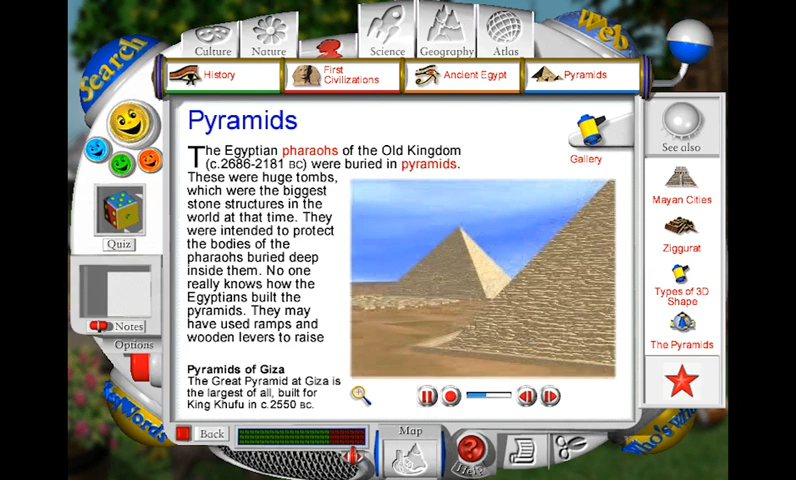 Culture
Nature
Science
Geography
Atlas
Search
Web
History
First
Civilizations
Ancient Egypt
Pyramids
Pyramids
The Egyptian pharaohs of the Old Kingdom
(c.2686-2181 BC) were buried in pyramids.
These were huge tombs,
which were the biggest
stone structures in the
world at that time. They
were intended to protect
the bodies of the
pharaohs buried deep
inside them. No one
really knows how the
Egyptians built the
pyramids. They may
have used ramps and
wooden levers to raise
Gallery
See also
Mayan Cities
Ziggurat
Types of 3D
Shape
The Pyramids
Quiz
Notes
Options
Pyramids of Giza
The Great Pyramid at Giza is
the largest of all, built for
King Khufu in c.2550 BC.
KeyWords
Back
Map
Help
Who's who